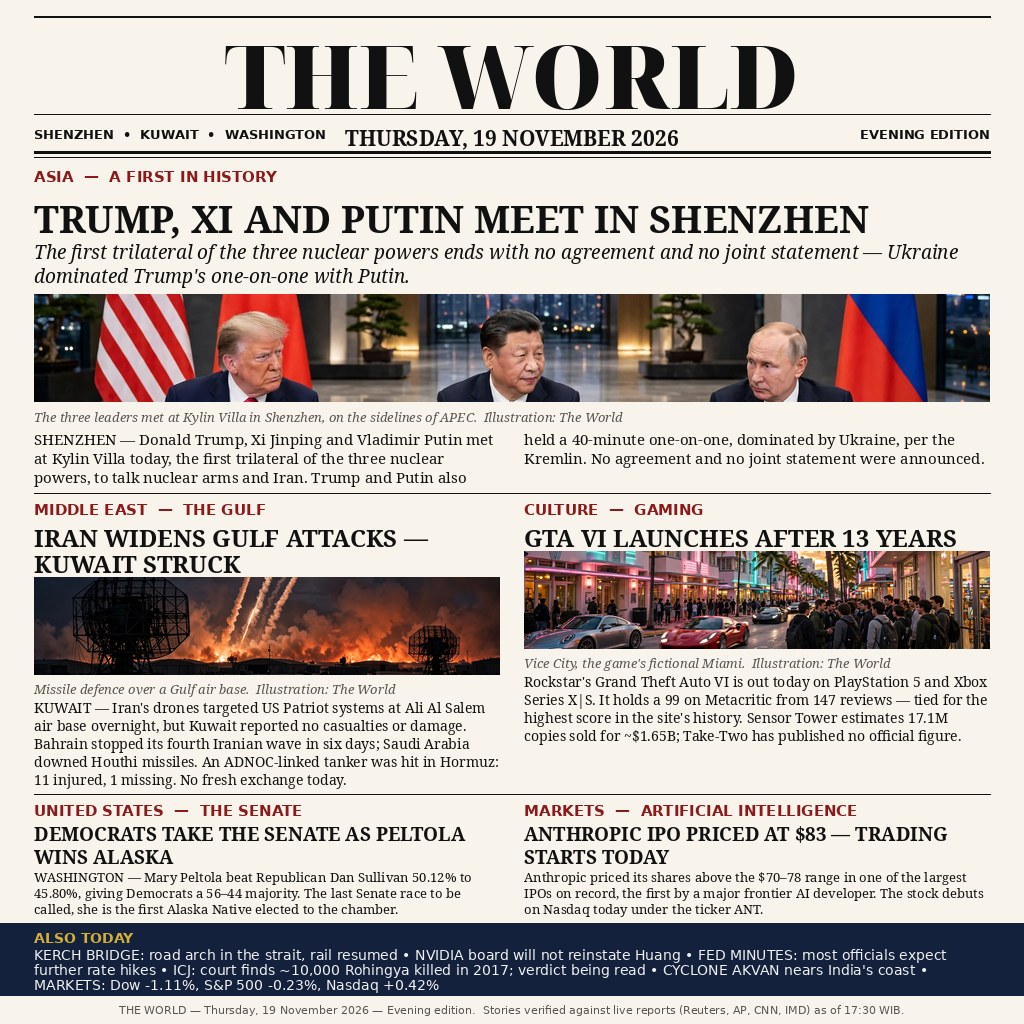 THE WORLD
SHENZHEN • KUWAIT • WASHINGTON
THURSDAY, 19 NOVEMBER 2026
EVENING EDITION
ASIA — A FIRST IN HISTORY
TRUMP, XI AND PUTIN MEET IN SHENZHEN
The first trilateral of the three nuclear powers ends with no agreement and no joint statement — Ukraine
dominated Trump's one-on-one with Putin.
The three leaders met at Kylin Villa in Shenzhen, on the sidelines of APEC. Illustration: The World
SHENZHEN — Donald Trump, Xi Jinping and Vladimir Putin met
at Kylin Villa today, the first trilateral of the three nuclear
powers, to talk nuclear arms and Iran. Trump and Putin also
held a 40-minute one-on-one, dominated by Ukraine, per the
Kremlin. No agreement and no joint statement were announced.
MIDDLE EAST — THE GULF
IRAN WIDENS GULF ATTACKS —
KUWAIT STRUCK
Missile defence over a Gulf air base. Illustration: The World
KUWAIT — Iran's drones targeted US Patriot systems at Ali Al Salem
air base overnight, but Kuwait reported no casualties or damage.
Bahrain stopped its fourth Iranian wave in six days; Saudi Arabia
downed Houthi missiles. An ADNOC-linked tanker was hit in Hormuz:
11 injured, 1 missing. No fresh exchange today.
CULTURE — GAMING
GTA VI LAUNCHES AFTER 13 YEARS
Vice City, the game's fictional Miami. Illustration: The World
Rockstar's Grand Theft Auto VI is out today on PlayStation 5 and Xbox
Series X|S. It holds a 99 on Metacritic from 147 reviews — tied for the
highest score in the site's history. Sensor Tower estimates 17.1M
copies sold for ~$1.65B; Take-Two has published no official figure.
UNITED STATES — THE SENATE
DEMOCRATS TAKE THE SENATE AS PELTOLA
WINS ALASKA
WASHINGTON — Mary Peltola beat Republican Dan Sullivan 50.12% to
45.80%, giving Democrats a 56–44 majority. The last Senate race to be
called, she is the first Alaska Native elected to the chamber.
MARKETS — ARTIFICIAL INTELLIGENCE
ANTHROPIC IPO PRICED AT $83 — TRADING
STARTS TODAY
Anthropic priced its shares above the $70–78 range in one of the largest
IPOs on record, the first by a major frontier AI developer. The stock debuts
on Nasdaq today under the ticker ANT.
ALSO TODAY
KERCH BRIDGE: road arch in the strait, rail resumed • NVIDIA board will not reinstate Huang • FED MINUTES: most officials expect
further rate hikes • ICJ: court finds ~10,000 Rohingya killed in 2017; verdict being read • CYCLONE AKVAN nears India's coast •
MARKETS: Dow -1.11%, S&P 500 -0.23%, Nasdaq +0.42%
THE WORLD — Thursday, 19 November 2026 — Evening edition. Stories verified against live reports (Reuters, AP, CNN, IMD) as of 17:30 WIB.